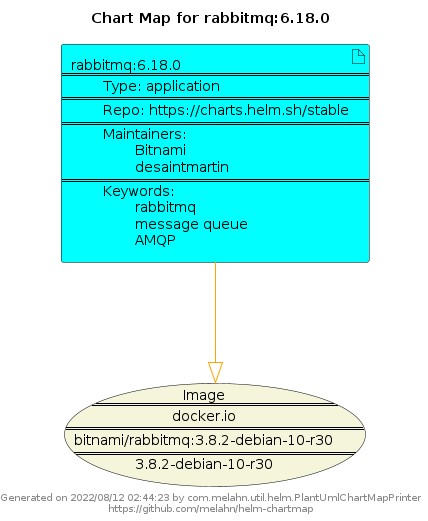 Chart Map for rabbitmq:6.18.0
rabbitmq:6.18.0
Type: application
Repo: https://charts.helm.sh/stable
Maintainers:
Bitnami
desaintmartin
Keywords:
rabbitmq
message queue
AMQP
Image
docker.io
bitnami/rabbitmq:3.8.2-debian-10-r30
3.8.2-debian-10-r30
Generated on 2022/08/12 02:44:23 by com.melahn.util.helm.PlantUmlChartMapPrinter
https://github.com/melahn/helm-chartmap